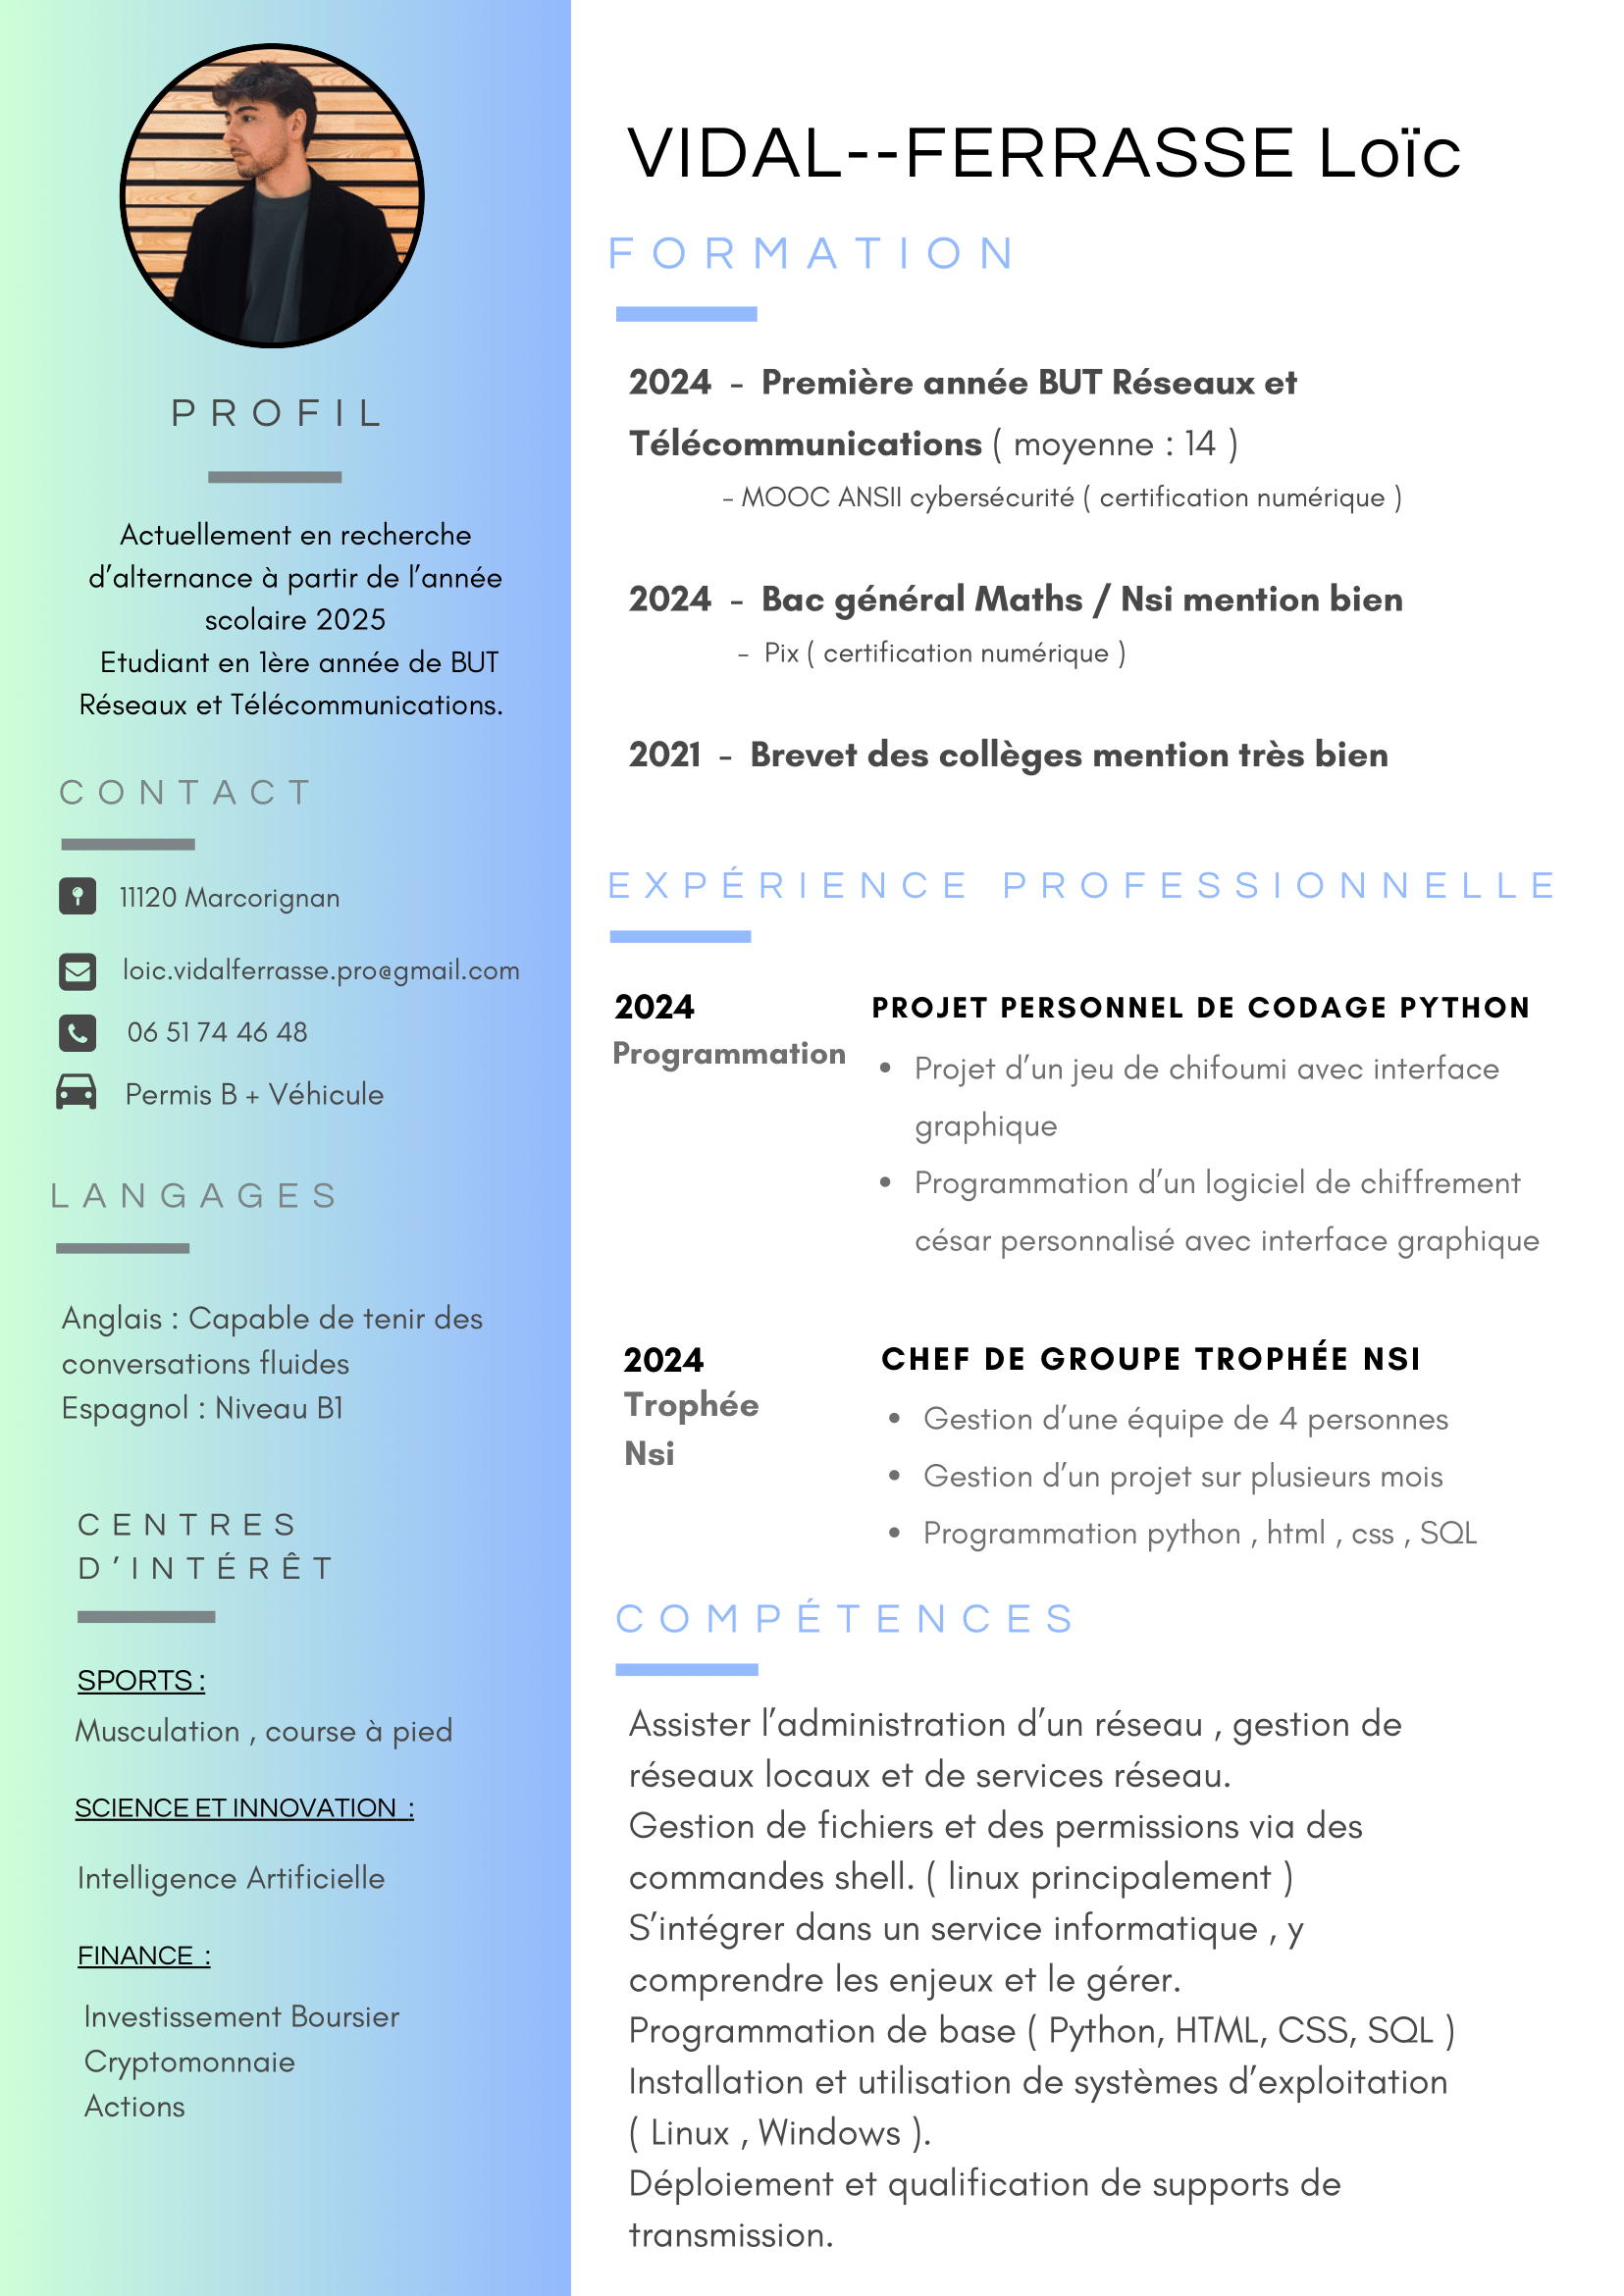 VIDAL--FERRASSE Loïc
PROFIL
Actuellement en recherche
d’alternance à partir de l’année
scolaire 2025
Etudiant en 1ère année de BUT
Réseaux et Télécommunications.
CONTACT
11120 Marcorignan
loic.vidalferrasse.pro@gmail.com
06 51 74 46 48
Permis B + Véhicule
LANGAGES
Anglais : Capable de tenir des
conversations fluides
Espagnol : Niveau B1
CENTRES
D’INTÉRÊT
SPORTS :
Musculation , course à pied
SCIENCE ET INNOVATION :
Intelligence Artificielle
FINANCE :
Investissement Boursier
Cryptomonnaie
Actions
FORMATION
2024 - Première année BUT Réseaux et
Télécommunications ( moyenne : 14 )
- MOOC ANSII cybersécurité ( certification numérique )
2024 - Bac général Maths / Nsi mention bien
- Pix ( certification numérique )
2021 - Brevet des collèges mention très bien
EXPÉRIENCE PROFESSIONNELLE
2024
Programmation
PROJET PERSONNEL DE CODAGE PYTHON
• Projet d’un jeu de chifoumi avec interface
graphique
• Programmation d’un logiciel de chiffrement
césar personnalisé avec interface graphique
2024
Trophée
Nsi
CHEF DE GROUPE TROPHÉE NSI
• Gestion d’une équipe de 4 personnes
• Gestion d’un projet sur plusieurs mois
• Programmation python , html , css , SQL
COMPÉTENCES
Assister l’administration d’un réseau , gestion de
réseaux locaux et de services réseau.
Gestion de fichiers et des permissions via des
commandes shell. ( linux principalement )
S’intégrer dans un service informatique , y
comprendre les enjeux et le gérer.
Programmation de base ( Python, HTML, CSS, SQL )
Installation et utilisation de systèmes d’exploitation
( Linux , Windows ).
Déploiement et qualification de supports de
transmission.